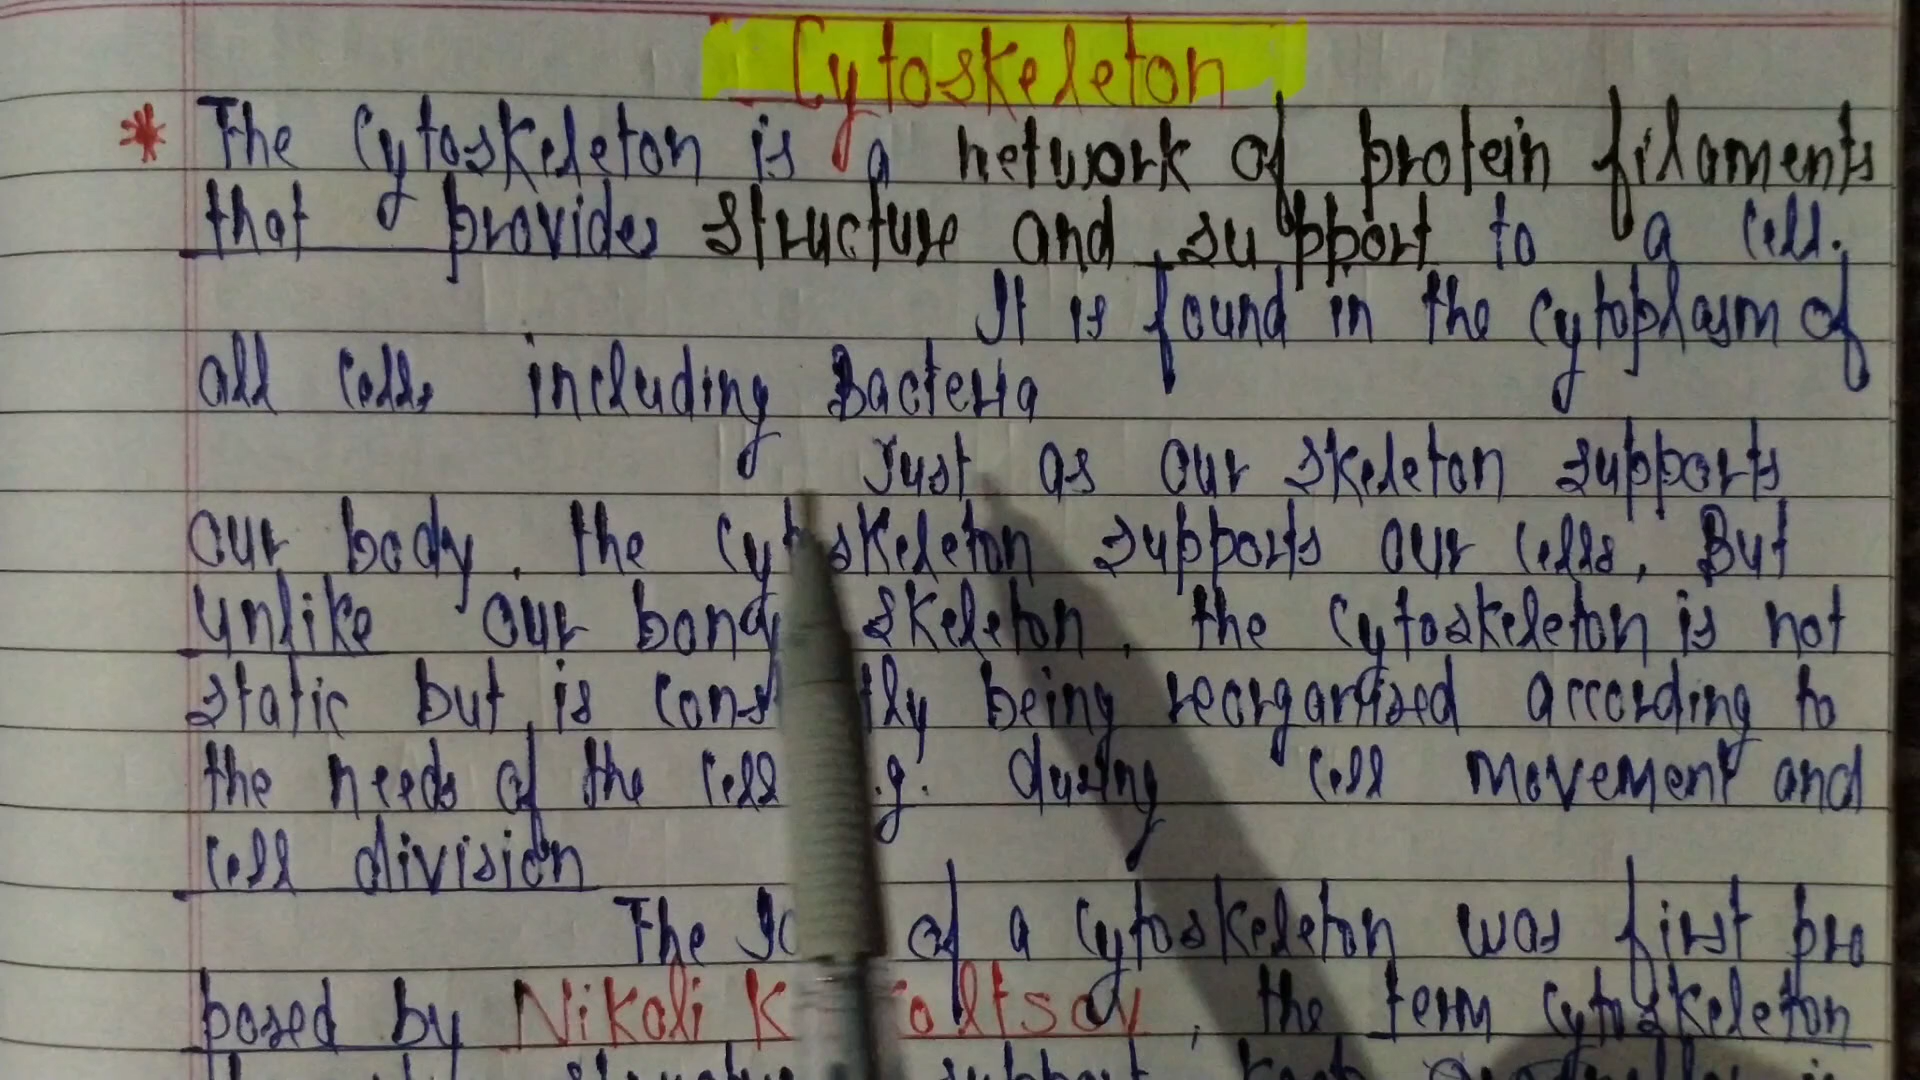 Cytoskeleton
* The Cytoskeleton is a network of protein filaments
that provides structure and support to a cell.
It is found in the cytoplasm of
all cells including Bacteria
Just as our skeleton supports
our body, the cytoskeleton supports our cells, But
unlike our bony skeleton, the cytoskeleton is not
static but is being reorganised according to
the needs of the cell .g. during cell movement and
cell division
The of a cytoskeleton was first pro
posed by Nikoli K oltsov, the term cytoskeleton
support